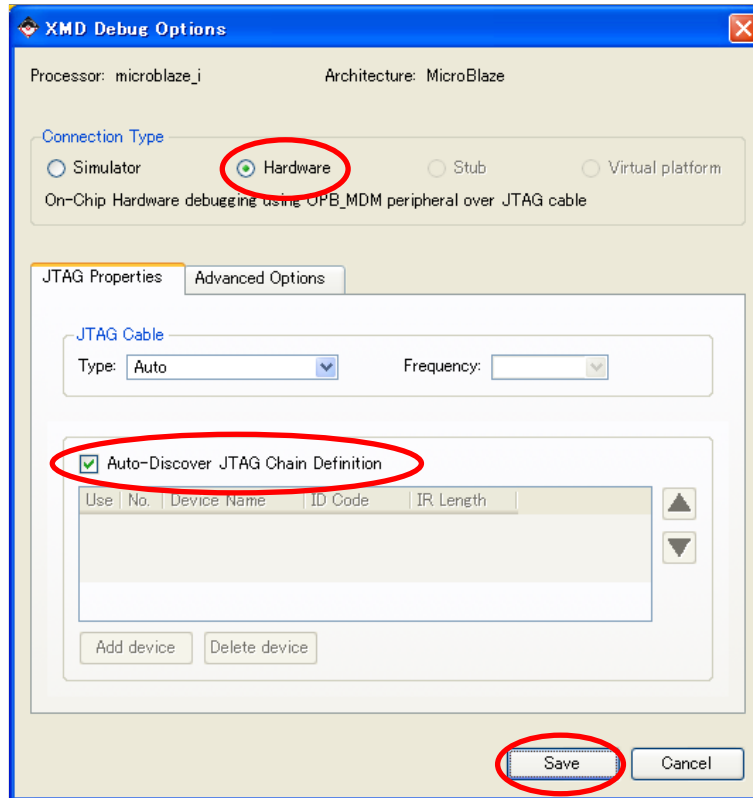 XMD Debug Options
Processor: microblaze_i Architecture: MicroBlaze
Connection Type
Simulator Hardware Stub Virtual platform
On-Chip Hardware debugging using OPB_MDM peripheral over JTAG cable
JTAG Properties Advanced Options
JTAG Cable
Type: Auto Frequency:
Auto-Discover JTAG Chain Definition
Use No. Device Name ID Code IR Length
Add device Delete device
Save Cancel